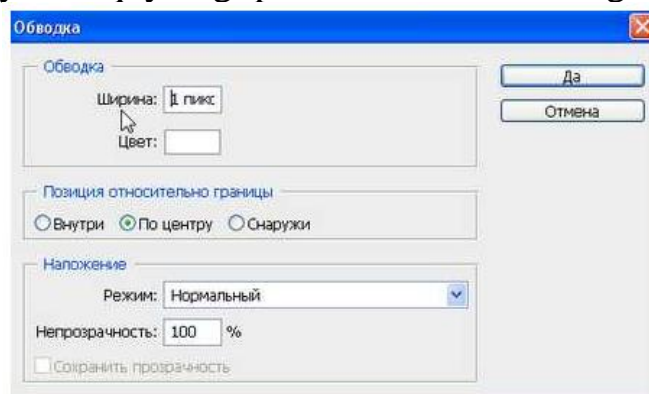 Обводка
Обводка
Ширина: 1 пикс
Цвет:
Да
Отмена
Позиция относительно границы
Внутри По центру Снаружи
Наложение
Режим: Нормальный
Непрозрачность: 100 %
Сохранить прозрачность